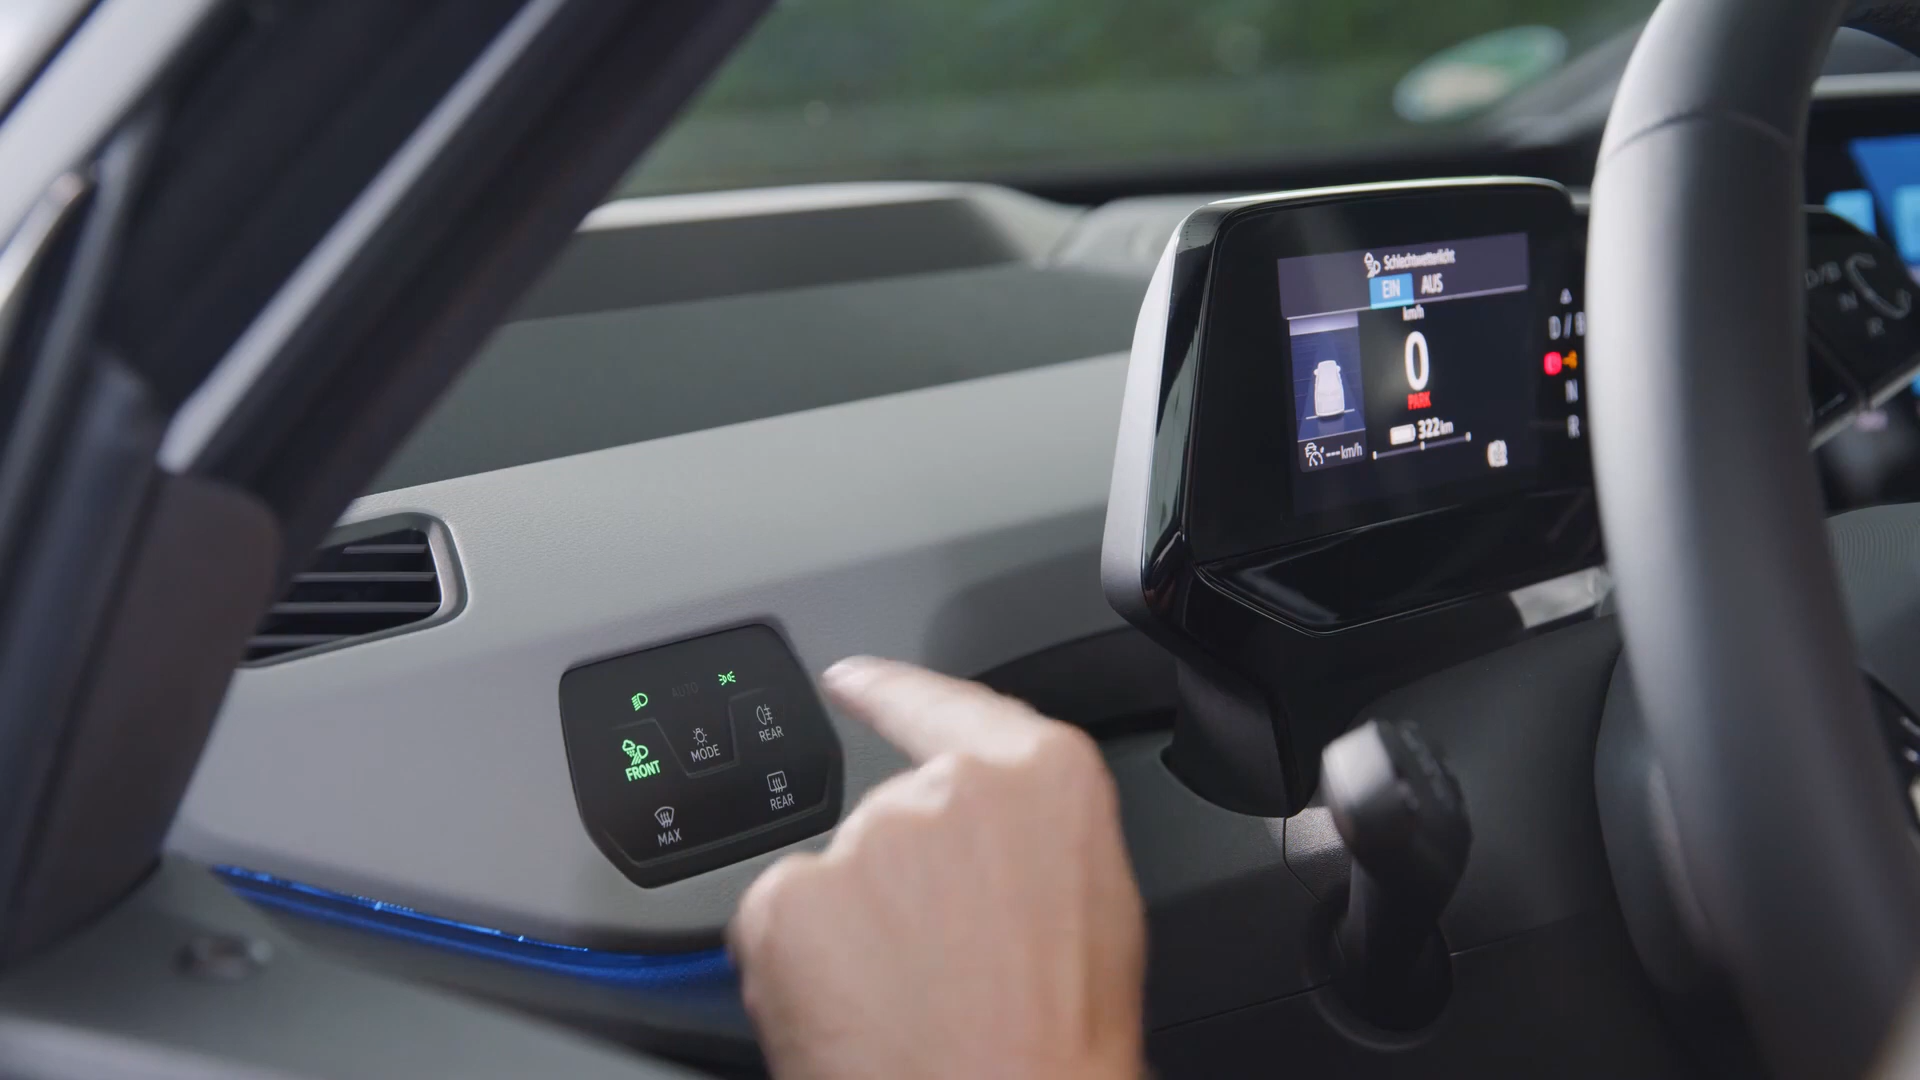 Schlechtwetterlicht
EIN AUS
km/h
0
PARK
322 km
--- km/h
D / B
N
R
D/B
N
R
AUTO
FRONT
MODE
REAR
MAX
REAR